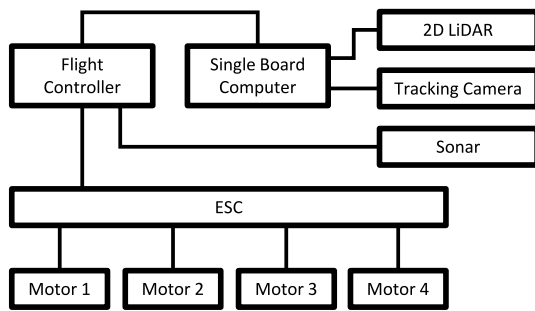 2D LiDAR
Flight
Controller
Single Board
Computer
Tracking Camera
Sonar
ESC
Motor 1
Motor 2
Motor 3
Motor 4